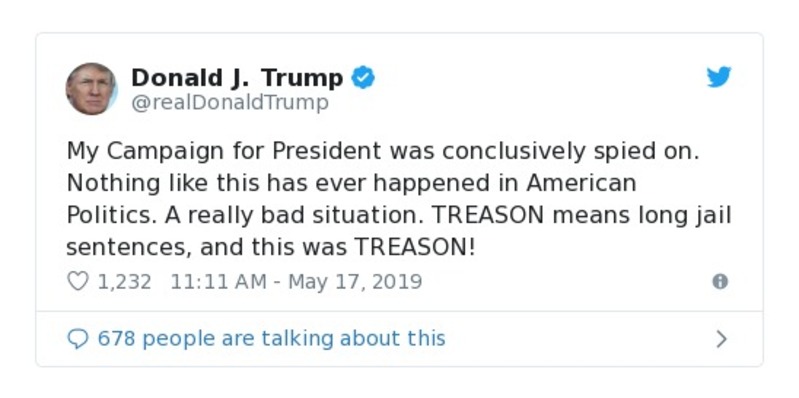 Donald J. Trump
@realDonaldTrump
My Campaign for President was conclusively spied on.
Nothing like this has ever happened in American
Politics. A really bad situation. TREASON means long jail
sentences, and this was TREASON!
1,232 11:11 AM - May 17, 2019
678 people are talking about this